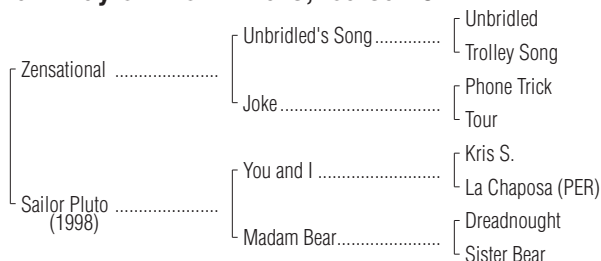 Unbridled
Unbridled's Song
Trolley Song
Zensational
Phone Trick
Joke
Tour
Kris S.
You and I
La Chaposa (PER)
Sailor Pluto
(1998)
Dreadnought
Madam Bear
Sister Bear